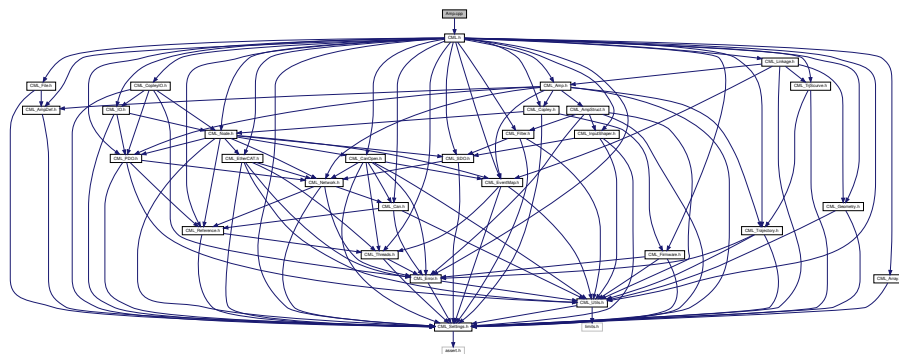 Amp.cpp
CML.h
CML_Linkage.h
CML_File.h
CML_CopleyIO.h
CML_Amp.h
CML_TrjScurve.h
CML_AmpDef.h
CML_IO.h
CML_Copley.h
CML_AmpStruct.h
CML_Node.h
CML_Filter.h
CML_InputShaper.h
CML_PDO.h
CML_EtherCAT.h
CML_CanOpen.h
CML_SDO.h
CML_Network.h
CML_EventMap.h
CML_Can.h
CML_Geometry.h
CML_Reference.h
CML_Trajectory.h
CML_Threads.h
CML_Firmware.h
CML_Error.h
CML_Array
CML_Utils.h
CML_Settings.h
limits.h
assert.h